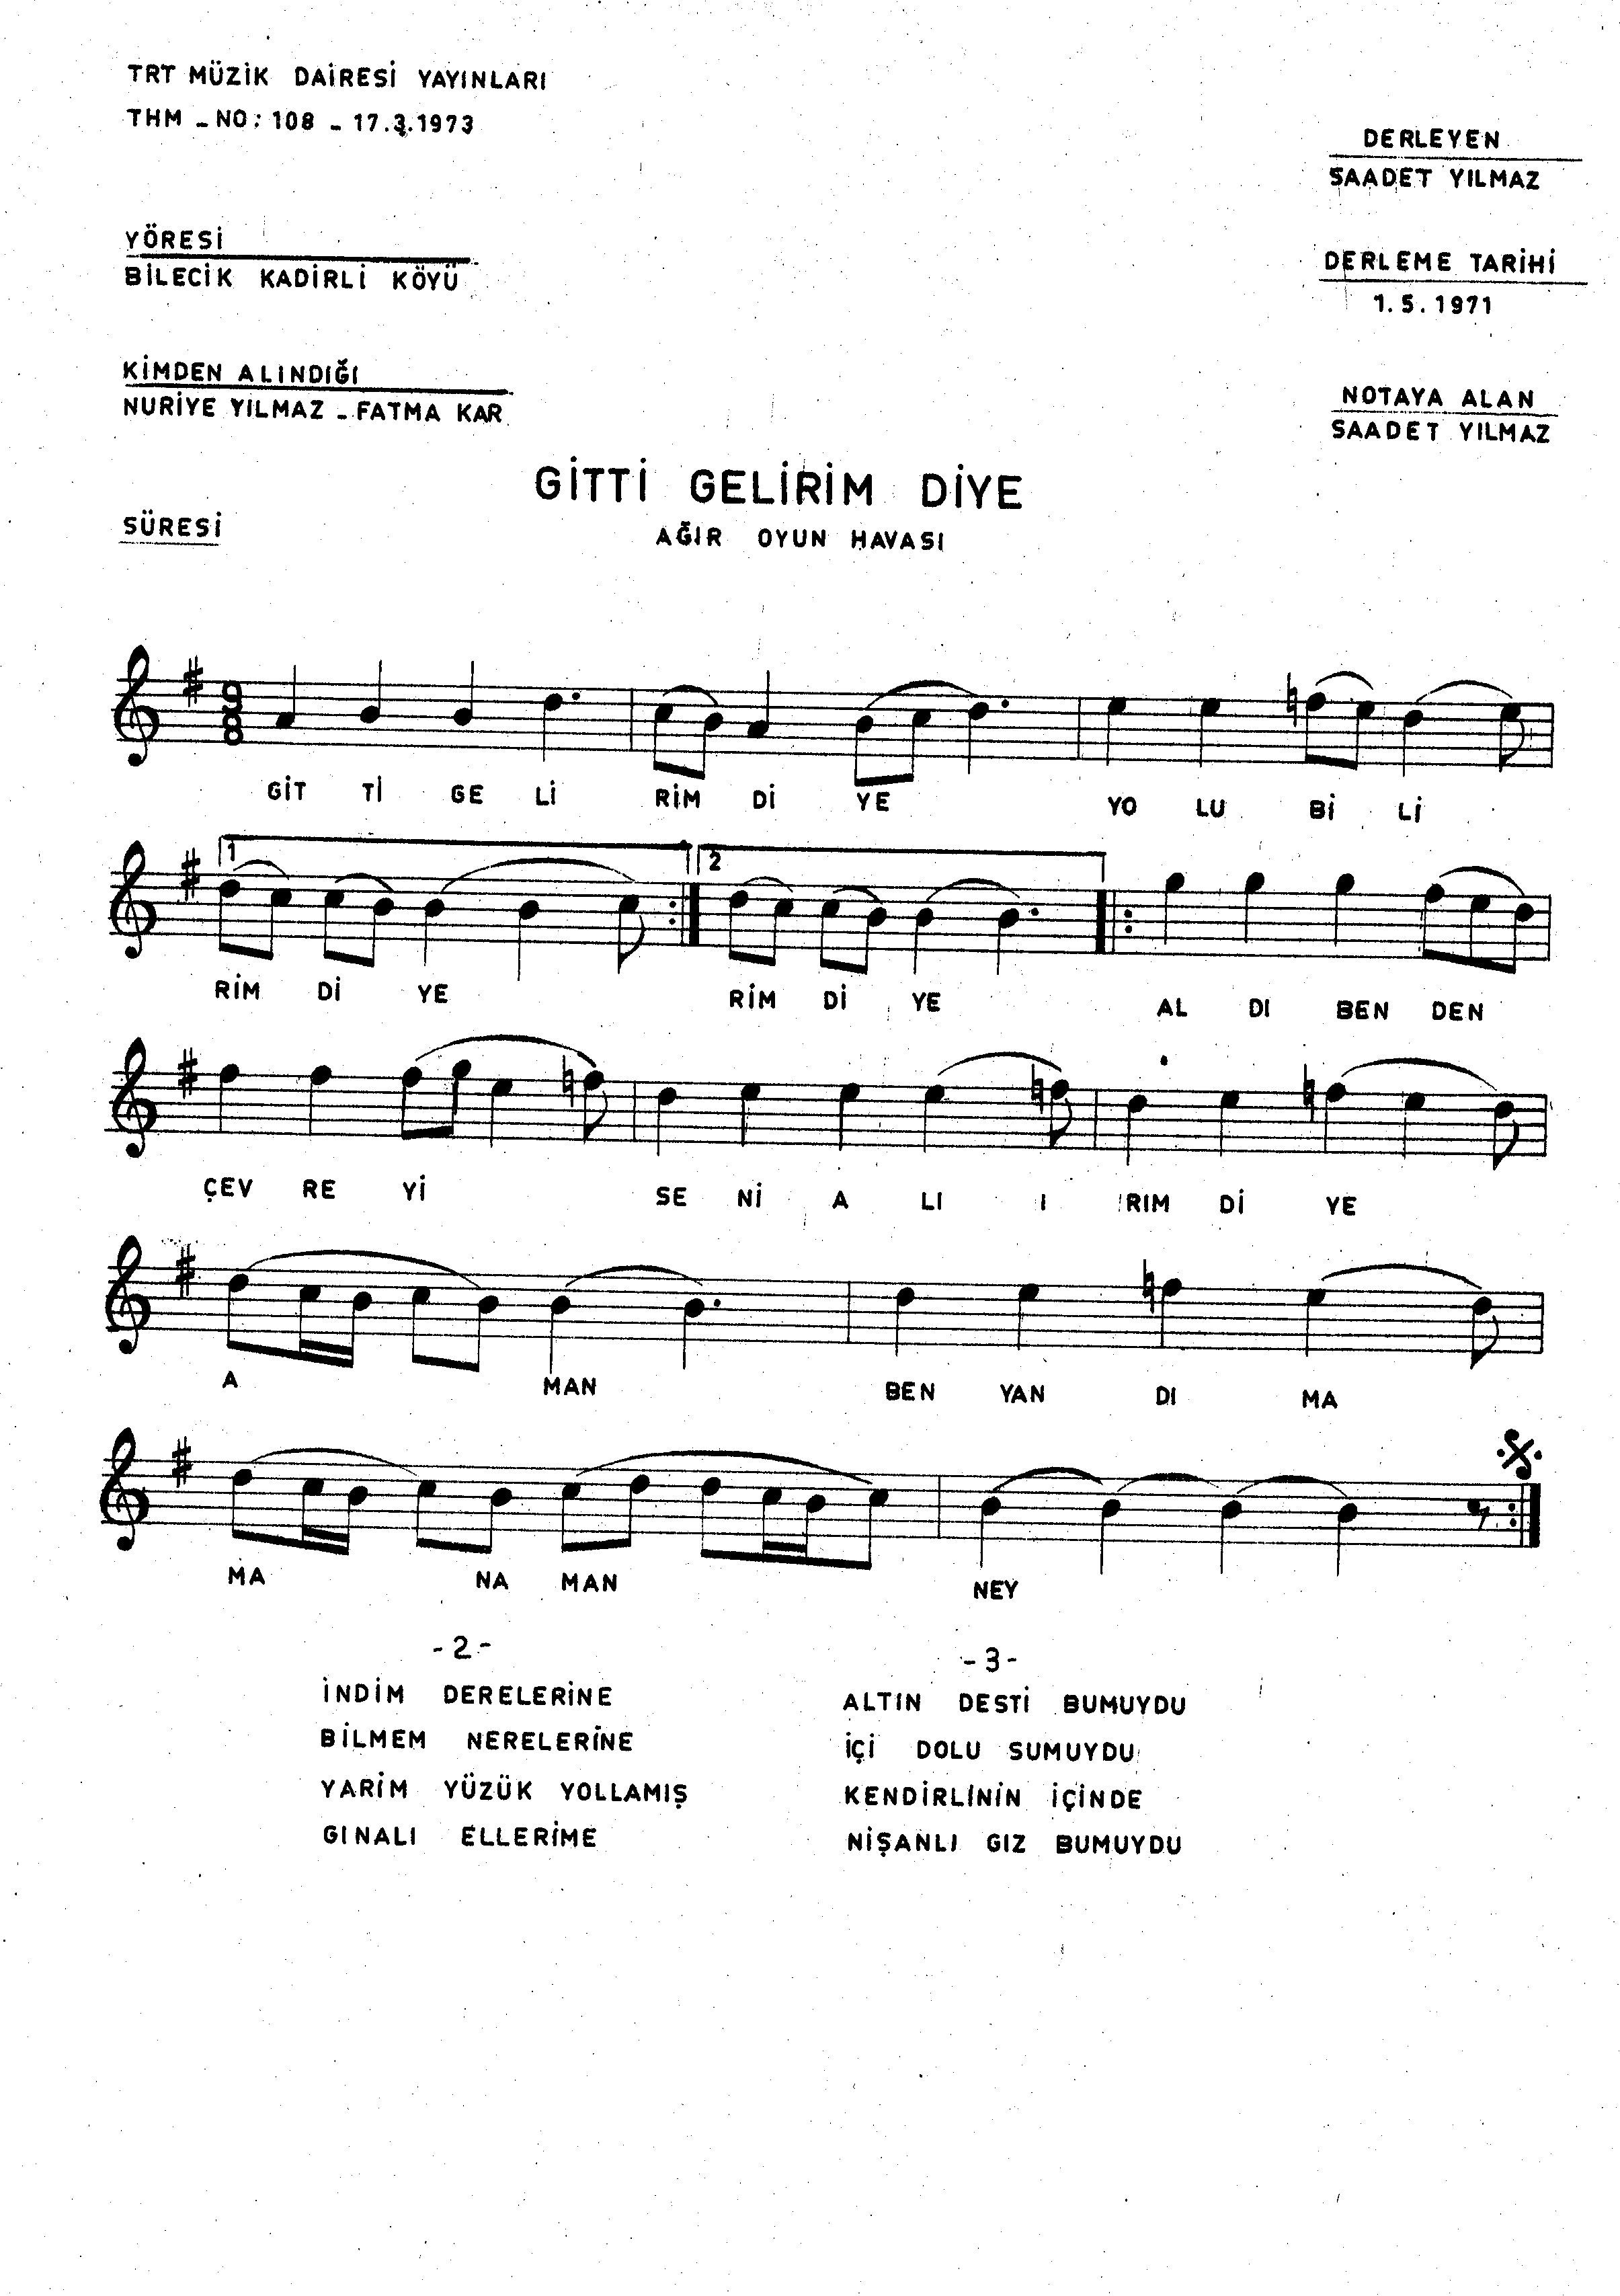 TRT MÜZİK DAİRESİ YAYINLARI
THM _ NO: 108 _ 17.3.1973
DERLEYEN
SAADET YILMAZ
YÖRESİ
BİLECİK KADİRLİ KÖYÜ
DERLEME TARİHİ
1.5.1971
KİMDEN ALINDIĞI
NURİYE YILMAZ _ FATMA KAR
NOTAYA ALAN
SAADET YILMAZ
GİTTİ GELİRİM DİYE
AĞIR OYUN HAVASI
SÜRESİ
9
8
GİT Tİ GE Lİ RİM Dİ YE YO LU Bİ Lİ
1 2
RİM Dİ YE RİM Dİ YE AL DI BEN DEN
ÇEV RE Yİ SE Nİ A LI I RIM Dİ YE
A MAN BEN YAN DI MA
MA NA MAN NEY
-2-
İNDİM DERELERİNE
BİLMEM NERELERİNE
YARİM YÜZÜK YOLLAMIŞ
GINALI ELLERİME
-3-
ALTIN DESTİ BUMUYDU
İÇİ DOLU SUMUYDU
KENDİRLİNİN İÇİNDE
NİŞANLI GIZ BUMUYDU